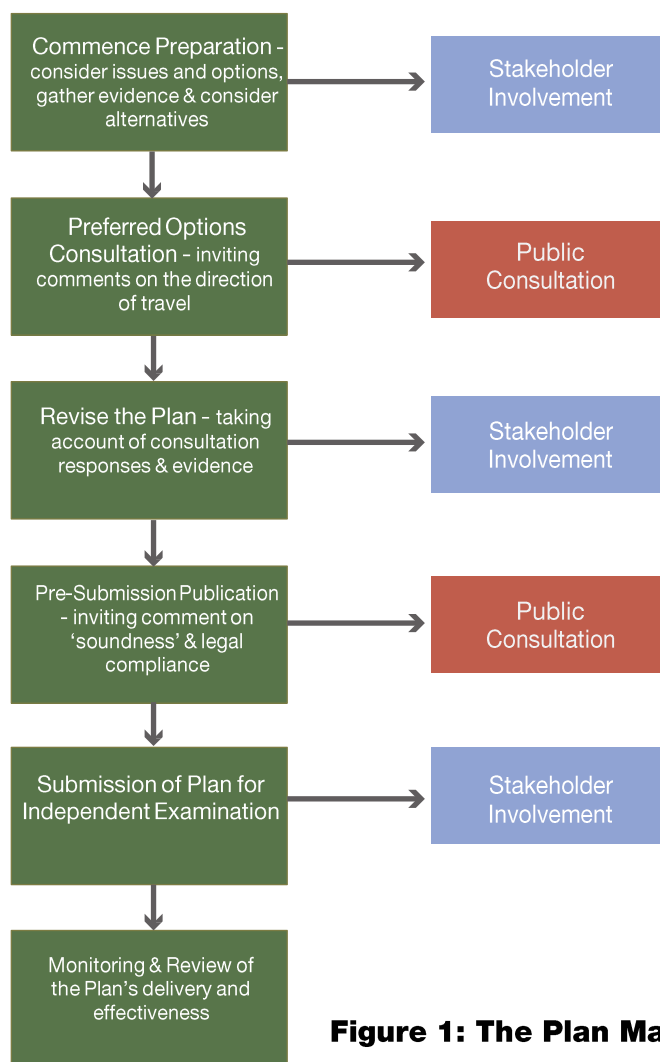 Commence Preparation -
consider issues and options,
gather evidence & consider
alternatives
Stakeholder
Involvement
Preferred Options
Consultation - inviting
comments on the direction
of travel
Public
Consultation
Revise the Plan - taking
account of consultation
responses & evidence
Stakeholder
Involvement
Pre-Submission Publication
- inviting comment on
‘soundness’ & legal
compliance
Public
Consultation
Submission of Plan for
Independent Examination
Stakeholder
Involvement
Monitoring & Review of
the Plan’s delivery and
effectiveness
Figure 1: The Plan Ma